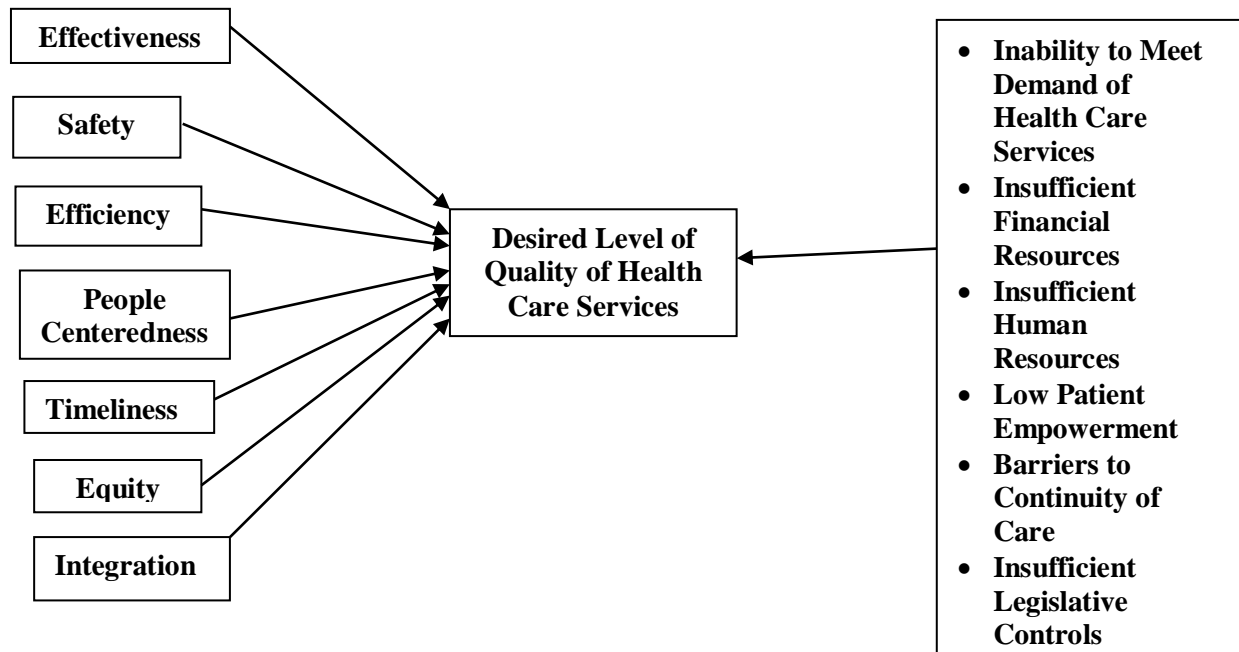 Effectiveness
Safety
Efficiency
People
Centeredness
Timeliness
Equity
Integration
Desired Level of
Quality of Health
Care Services
• Inability to Meet
Demand of
Health Care
Services
• Insufficient
Financial
Resources
• Insufficient
Human
Resources
• Low Patient
Empowerment
• Barriers to
Continuity of
Care
• Insufficient
Legislative
Controls